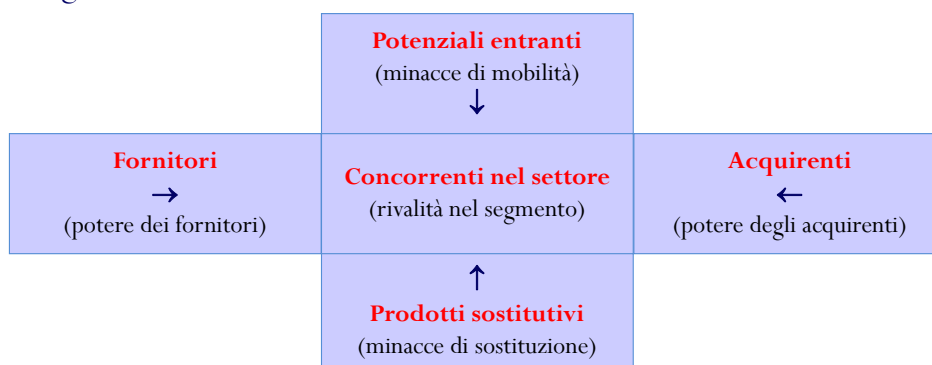 Potenziali entranti
(minacce di mobilità)
↓
Fornitori
→
(potere dei fornitori)
Concorrenti nel settore
(rivalità nel segmento)
Acquirenti
←
(potere degli acquirenti)
↑
Prodotti sostitutivi
(minacce di sostituzione)